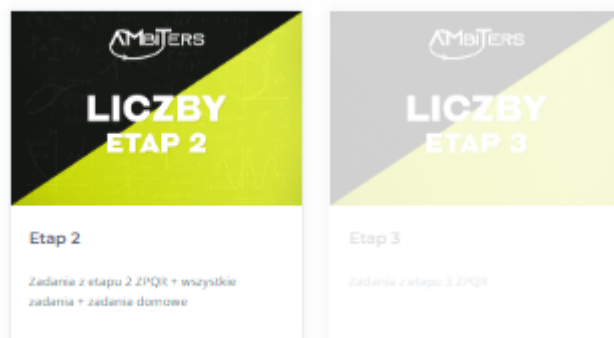 AMBITERS
LICZBY
ETAP 2
Etap 2
Zadania z etapu 2 ZPQR + wszystkie
zadania + zadania domowe
AMBITERS
LICZBY
ETAP 3
Etap 3
Zadania z etapu 3 ZPQR